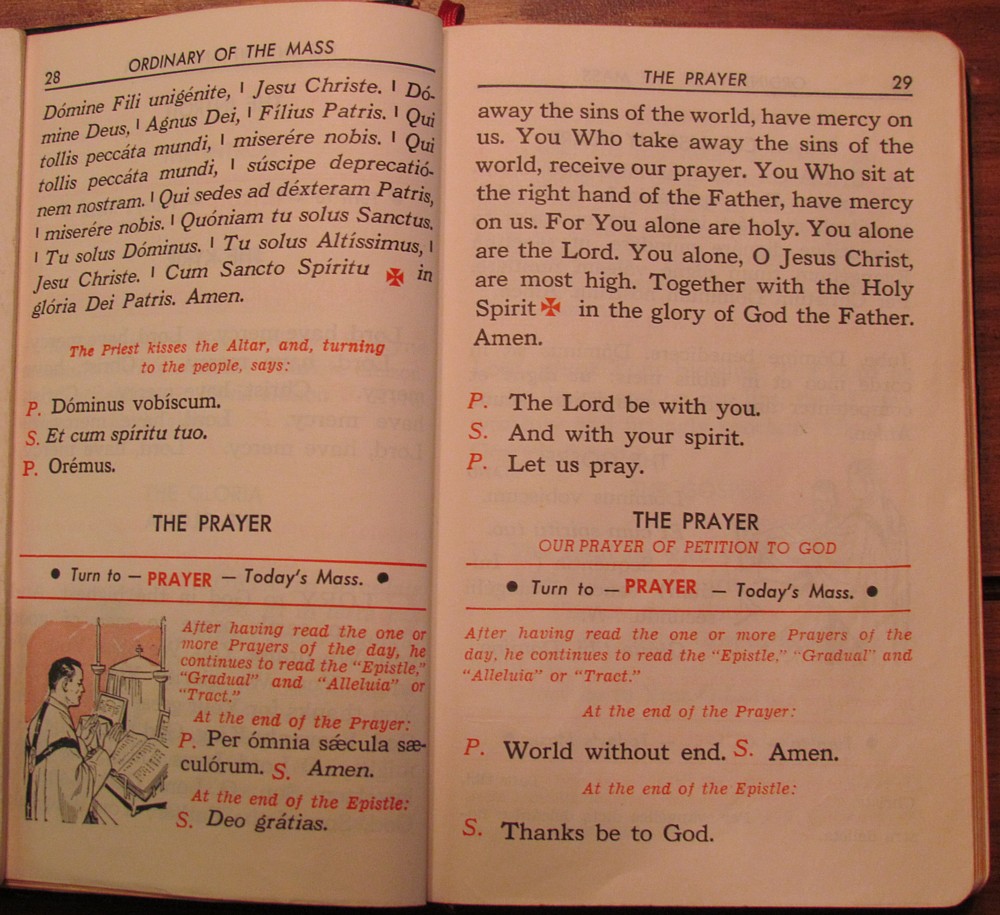 28 ORDINARY OF THE MASS
Dómine Fili unigénite, | Jesu Christe. | Dó-
mine Deus, | Agnus Dei, | Fílius Patris. | Qui
tollis peccáta mundi, | miserére nobis. | Qui
tollis peccáta mundi, | súscipe deprecatió-
nem nostram. | Qui sedes ad déxteram Patris,
| miserére nobis. | Quóniam tu solus Sanctus.
| Tu solus Dóminus. | Tu solus Altíssimus, |
Jesu Christe. | Cum Sancto Spíritu ✠ in
glória Dei Patris. Amen.
The Priest kisses the Altar, and, turning
to the people, says:
P. Dóminus vobíscum.
S. Et cum spíritu tuo.
P. Orémus.
THE PRAYER
● Turn to — PRAYER — Today's Mass. ●
After having read the one or
more Prayers of the day, he
continues to read the "Epistle,"
"Gradual" and "Alleluia" or
"Tract."
At the end of the Prayer:
P. Per ómnia sǽcula sæ-
culórum. S. Amen.
At the end of the Epistle:
S. Deo grátias.
THE PRAYER 29
away the sins of the world, have mercy on
us. You Who take away the sins of the
world, receive our prayer. You Who sit at
the right hand of the Father, have mercy
on us. For You alone are holy. You alone
are the Lord. You alone, O Jesus Christ,
are most high. Together with the Holy
Spirit ✠ in the glory of God the Father.
Amen.
P. The Lord be with you.
S. And with your spirit.
P. Let us pray.
THE PRAYER
OUR PRAYER OF PETITION TO GOD
● Turn to — PRAYER — Today's Mass. ●
After having read the one or more Prayers of the
day, he continues to read the "Epistle," "Gradual" and
"Alleluia" or "Tract."
At the end of the Prayer:
P. World without end. S. Amen.
At the end of the Epistle:
S. Thanks be to God.